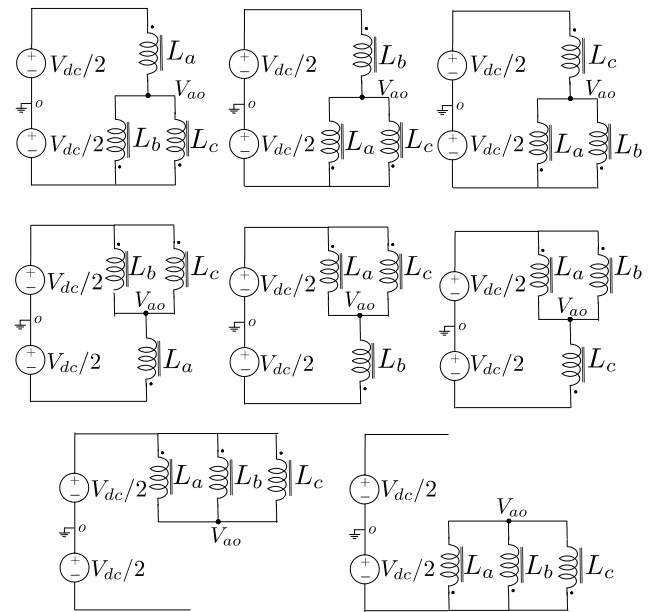 V_{dc}/2 L_a V_{ao} o V_{dc}/2 L_b L_c
V_{dc}/2 L_b V_{ao} o V_{dc}/2 L_a L_c
V_{dc}/2 L_c V_{ao} o V_{dc}/2 L_a L_b
V_{dc}/2 L_b L_c V_{ao} o V_{dc}/2 L_a
V_{dc}/2 L_a L_c V_{ao} o V_{dc}/2 L_b
V_{dc}/2 L_a L_b V_{ao} o V_{dc}/2 L_c
V_{dc}/2 L_a L_b L_c V_{ao} o V_{dc}/2
V_{dc}/2 o V_{ao} V_{dc}/2 L_a L_b L_c